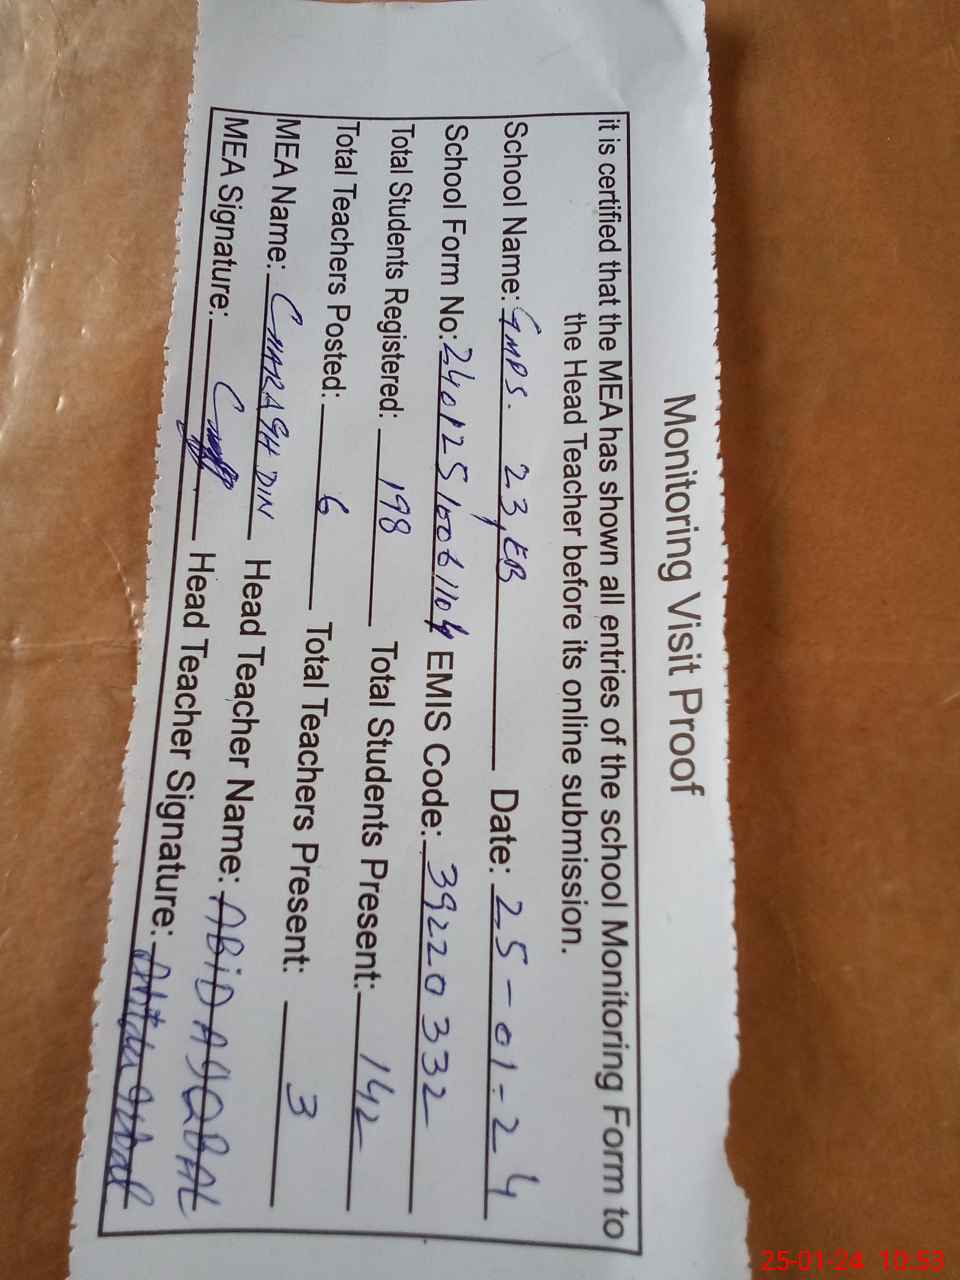 Monitoring Visit Proof
it is certified that the MEA has shown all entries of the school Monitoring Form to
the Head Teacher before its online submission.
School Name: GMPS. 23, EB Date: 25-01-24
School Form No: EMIS Code: 39220332
Total Students Registered: 198 Total Students Present: 142
Total Teachers Posted: 6 Total Teachers Present: 3
MEA Name: CHARAGH DIN Head Teacher Name: ABiD
MEA Signature: Head Teacher Signature:
25-01-24 10:53